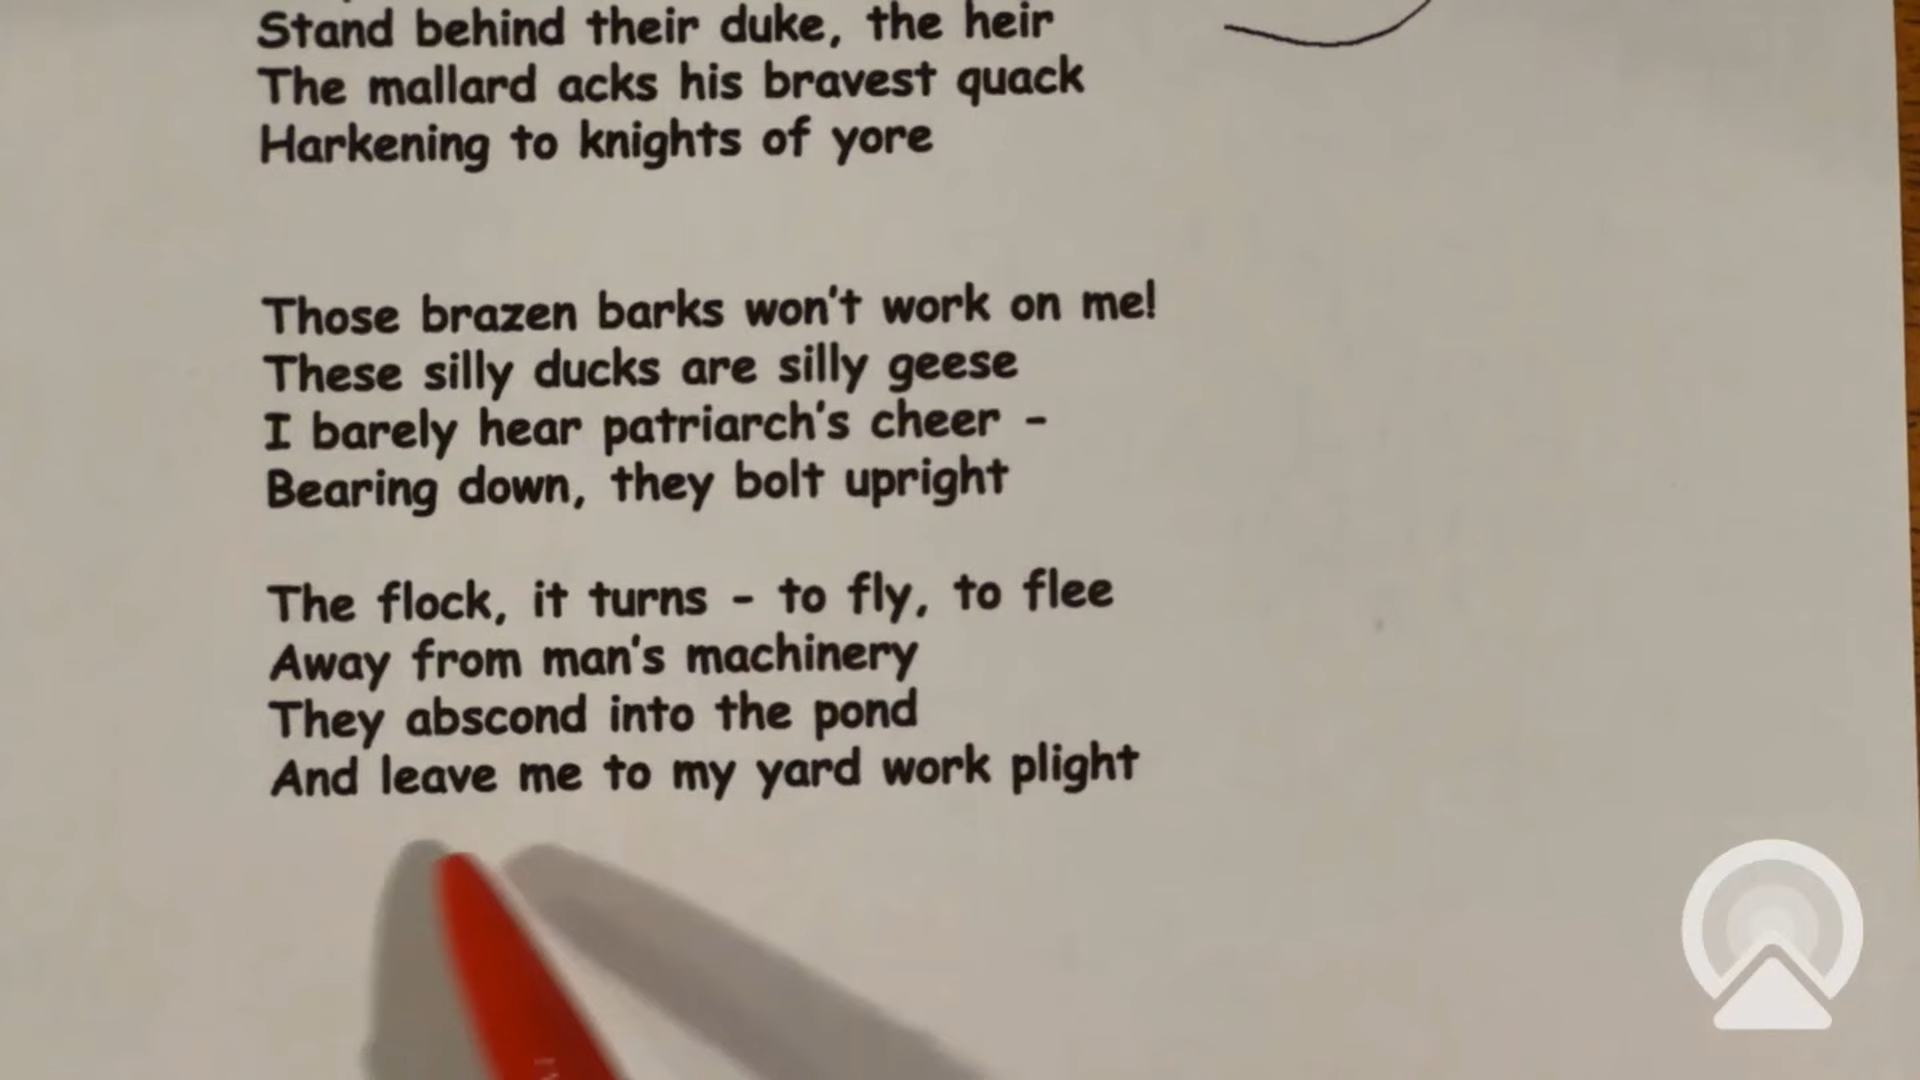 Stand behind their duke, the heir
The mallard acks his bravest quack
Harkening to knights of yore
Those brazen barks won't work on me!
These silly ducks are silly geese
I barely hear patriarch's cheer -
Bearing down, they bolt upright
The flock, it turns - to fly, to flee
Away from man's machinery
They abscond into the pond
And leave me to my yard work plight